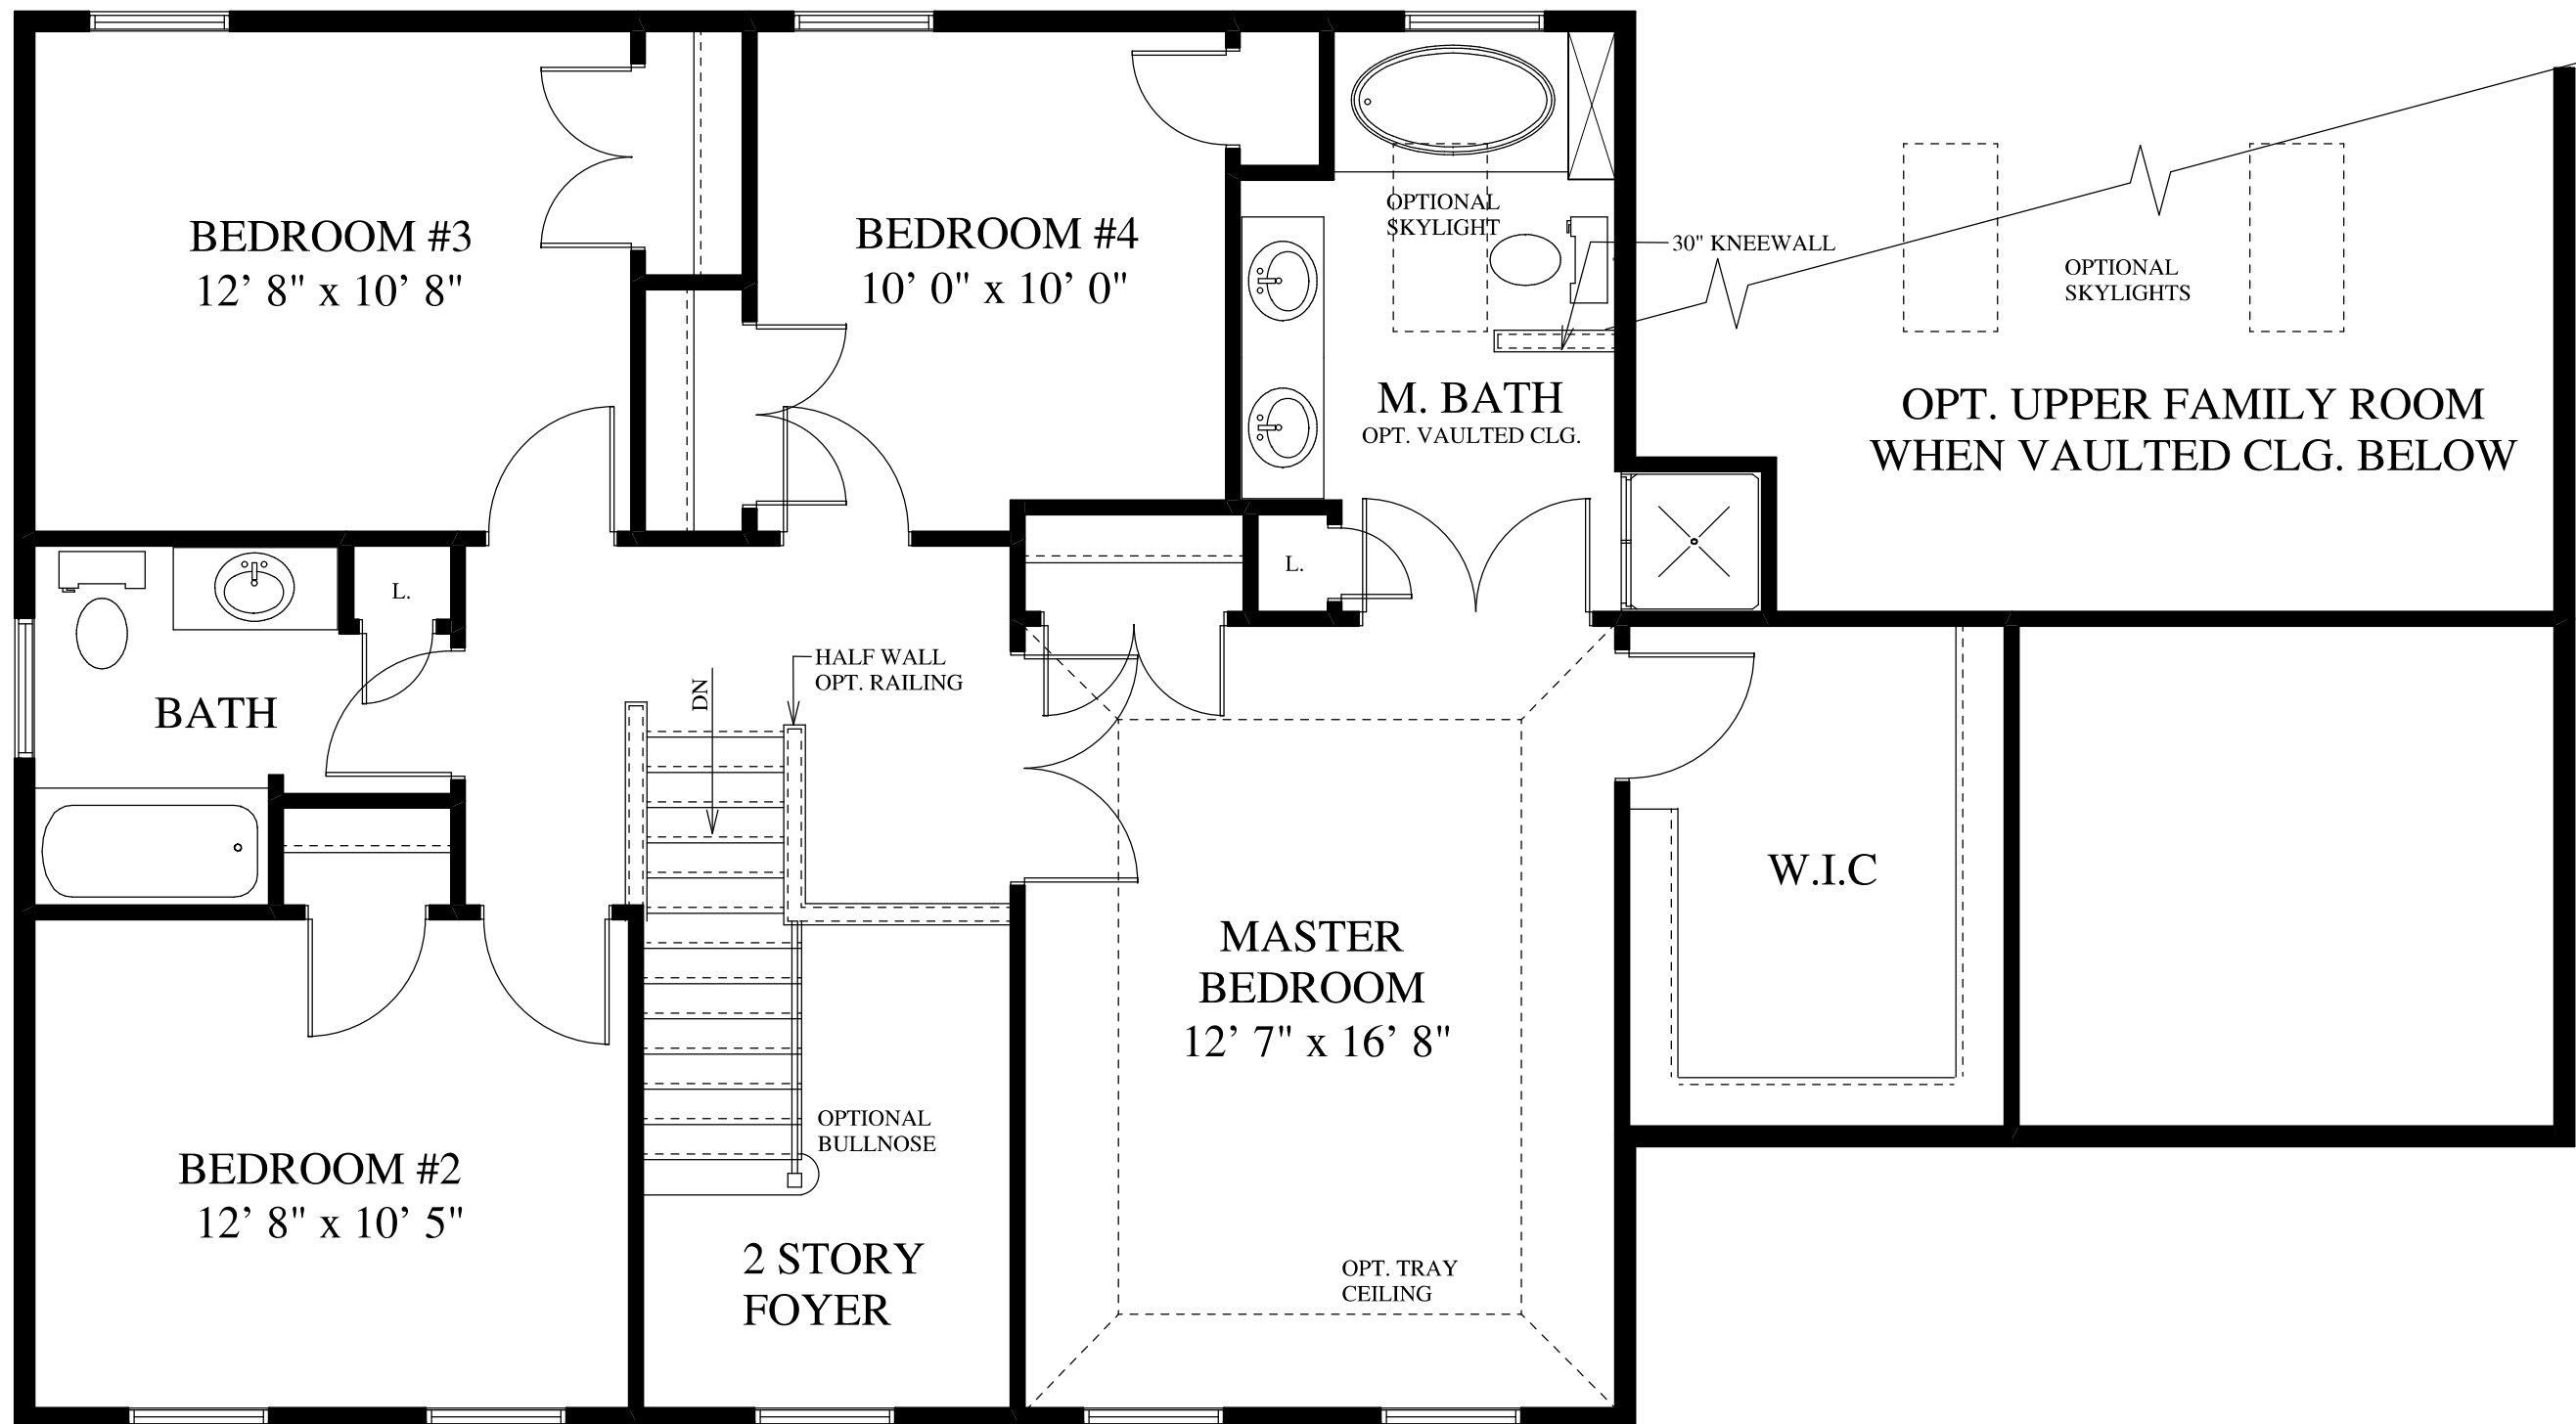 BEDROOM #3
12’ 8" x 10’ 8"
BEDROOM #4
10’ 0" x 10’ 0"
OPTIONAL
SKYLIGHT
30" KNEEWALL
OPTIONAL
SKYLIGHTS
M. BATH
OPT. VAULTED CLG.
OPT. UPPER FAMILY ROOM
WHEN VAULTED CLG. BELOW
L.
L.
BATH
DN
HALF WALL
OPT. RAILING
W.I.C
MASTER
BEDROOM
12’ 7" x 16’ 8"
OPTIONAL
BULLNOSE
BEDROOM #2
12’ 8" x 10’ 5"
2 STORY
FOYER
OPT. TRAY
CEILING